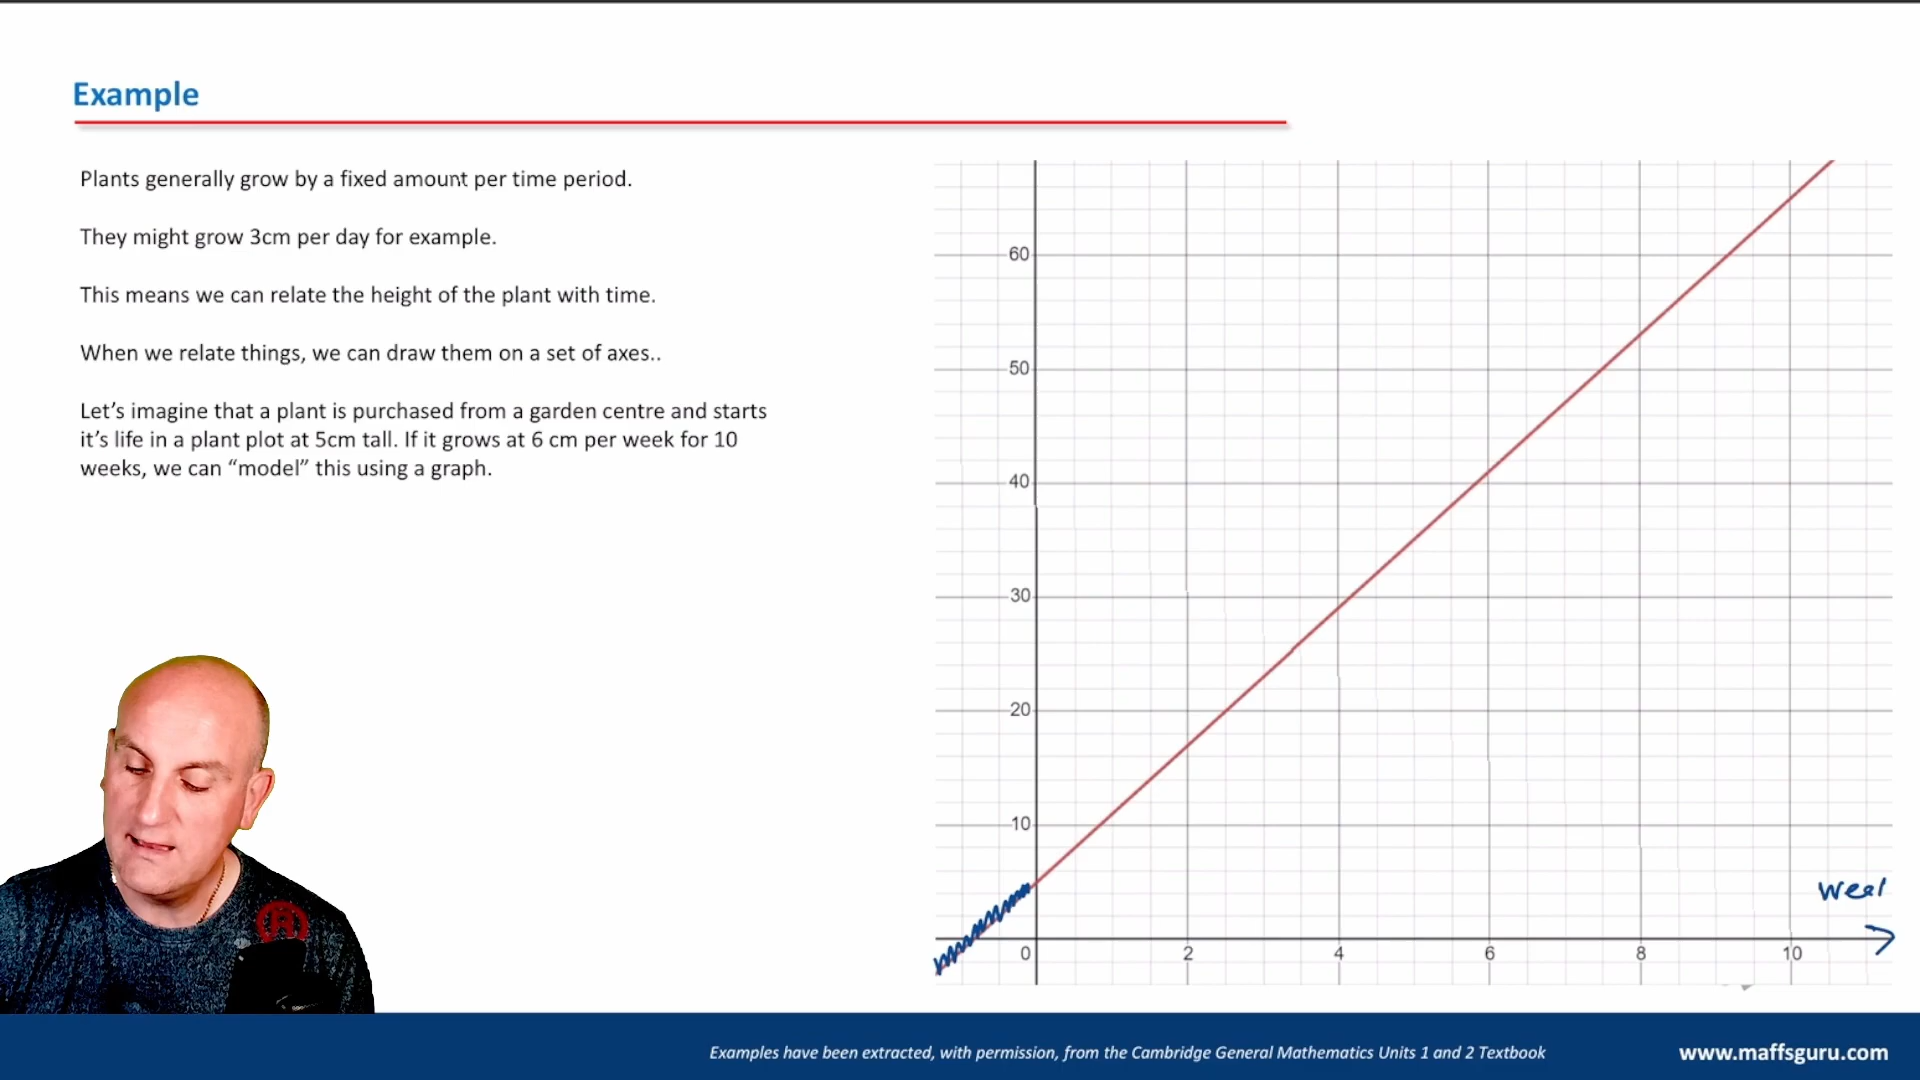 Example
Plants generally grow by a fixed amount per time period.
They might grow 3cm per day for example.
This means we can relate the height of the plant with time.
When we relate things, we can draw them on a set of axes..
Let’s imagine that a plant is purchased from a garden centre and starts
it’s life in a plant plot at 5cm tall. If it grows at 6 cm per week for 10
weeks, we can “model” this using a graph.
60
50
40
30
20
10
0 2 4 6 8 10
Examples have been extracted, with permission, from the Cambridge General Mathematics Units 1 and 2 Textbook
www.maffsguru.com